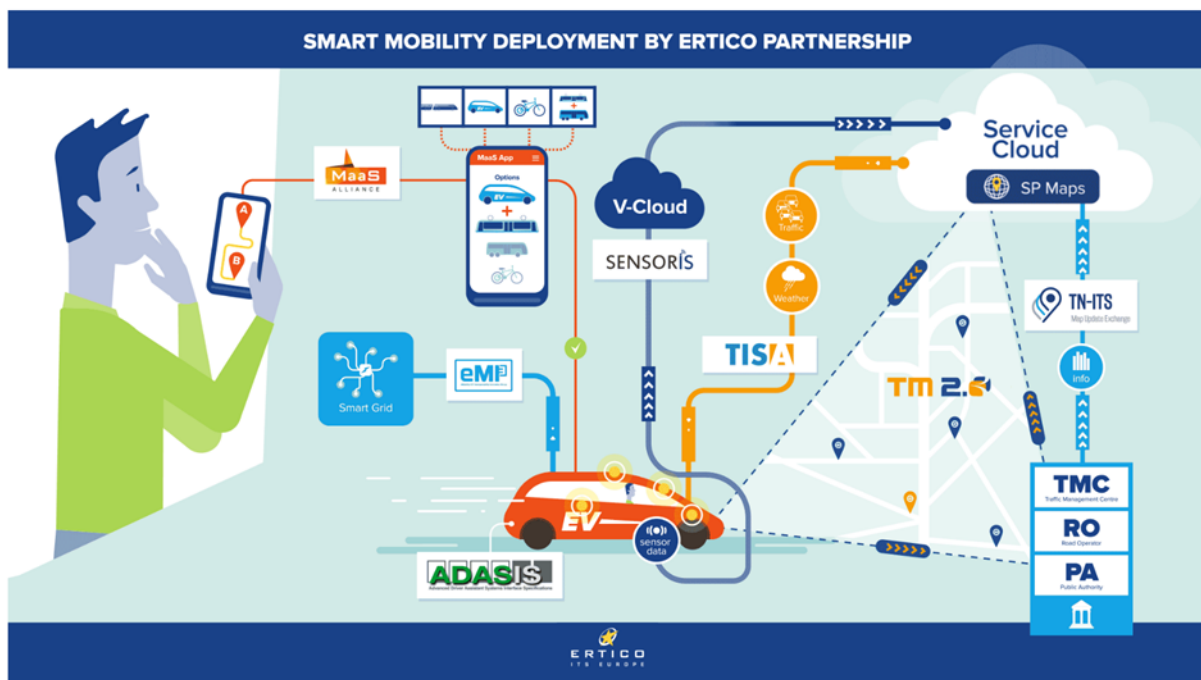 SMART MOBILITY DEPLOYMENT BY ERTICO PARTNERSHIP
+
MaaS
ALLIANCE
A
B
MaaS App
Options
EV
+
V-Cloud
SENSORIS
Traffic
Weather
TISA
Service
Cloud
SP Maps
TN-ITS
Map Update Exchange
info
TM 2.0
Smart Grid
eMI³
EV
sensor
data
ADASIS
Advanced Driver Assistant Systems Interface Specifications
TMC
Traffic Management Centre
RO
Road Operator
PA
Public Authority
ERTICO
ITS EUROPE